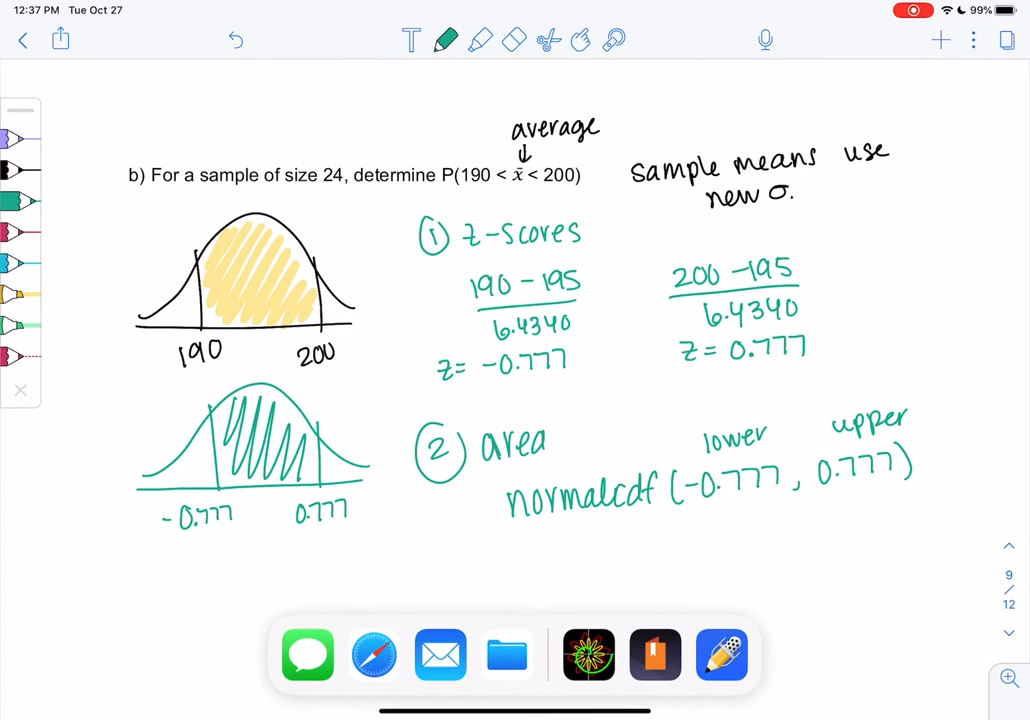 12:37 PM Tue Oct 27
99%
average
b) For a sample of size 24, determine P(190 < x̄ < 200)
sample means use
new σ.
① z-scores
190 - 195
6.4340
z = -0.777
200 - 195
6.4340
z = 0.777
190 200
② area
lower upper
normalcdf (-0.777, 0.777)
-0.777 0.777
9
/
12